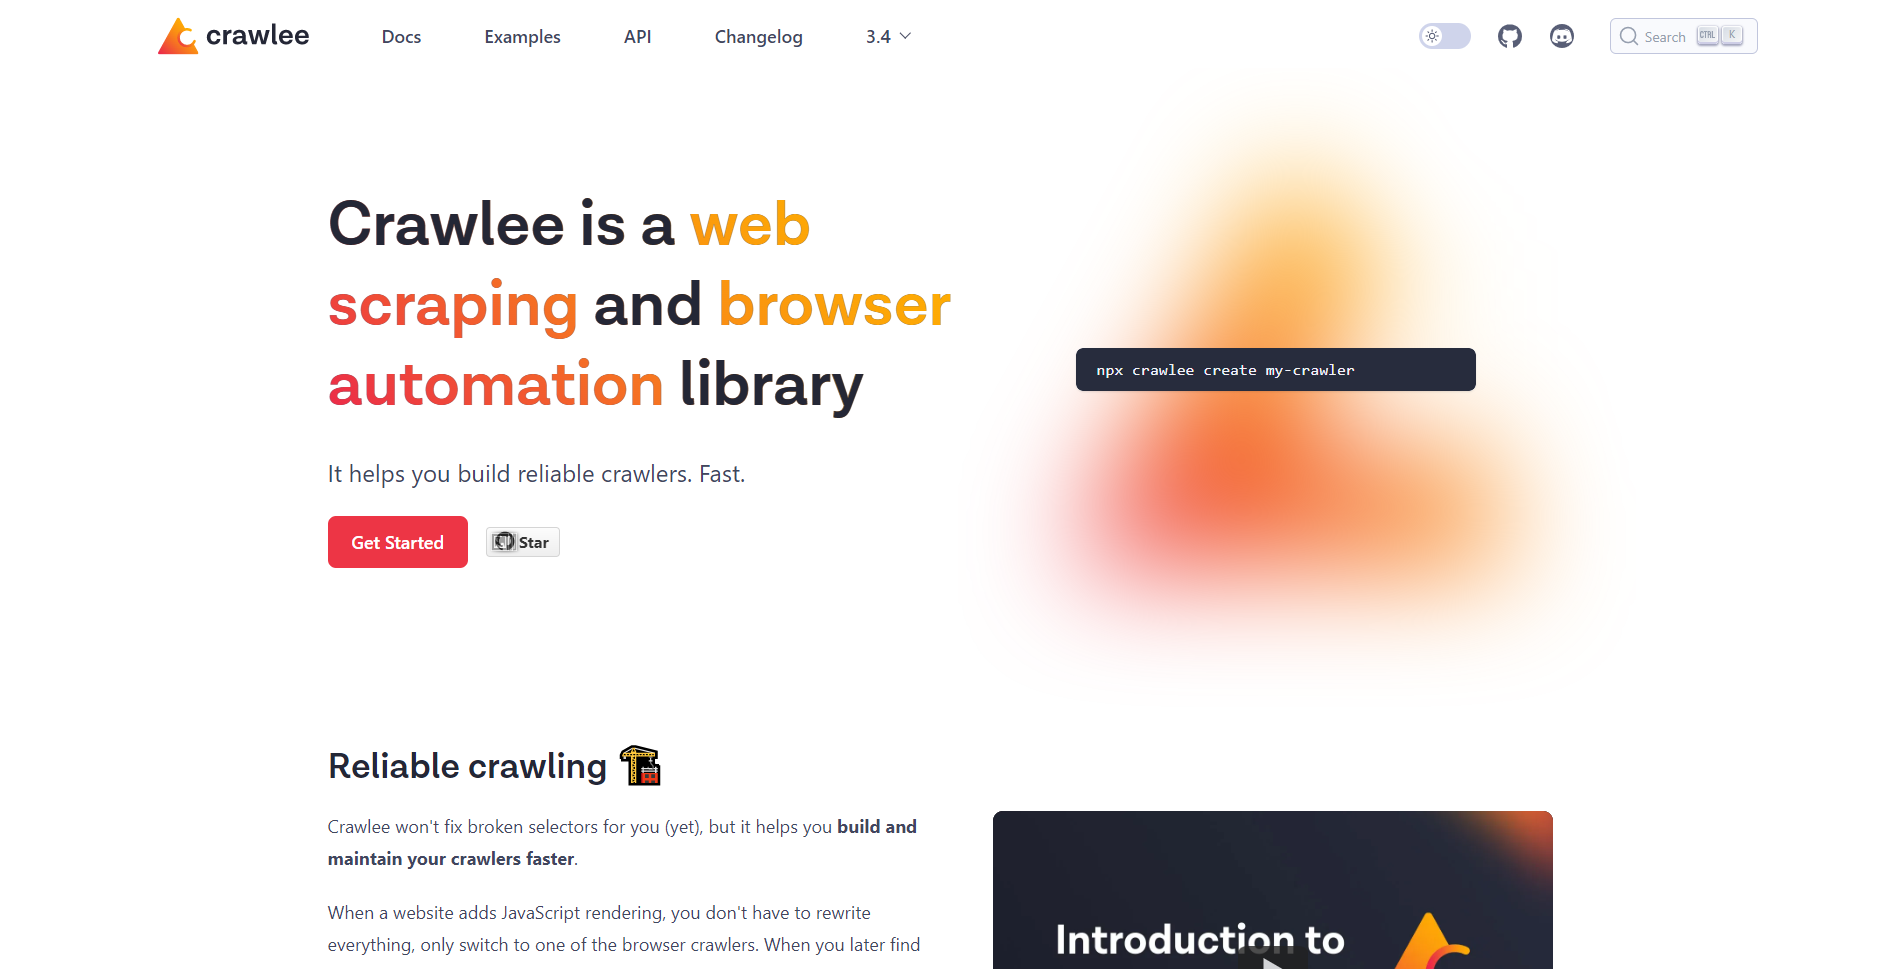 crawlee
Docs
Examples
API
Changelog
3.4
Search
CTRL
K
Crawlee is a web
scraping and browser
automation library
npx crawlee create my-crawler
It helps you build reliable crawlers. Fast.
Get Started
Star
Reliable crawling
Crawlee won't fix broken selectors for you (yet), but it helps you build and
maintain your crawlers faster.
When a website adds JavaScript rendering, you don't have to rewrite
everything, only switch to one of the browser crawlers. When you later find
Introduction to